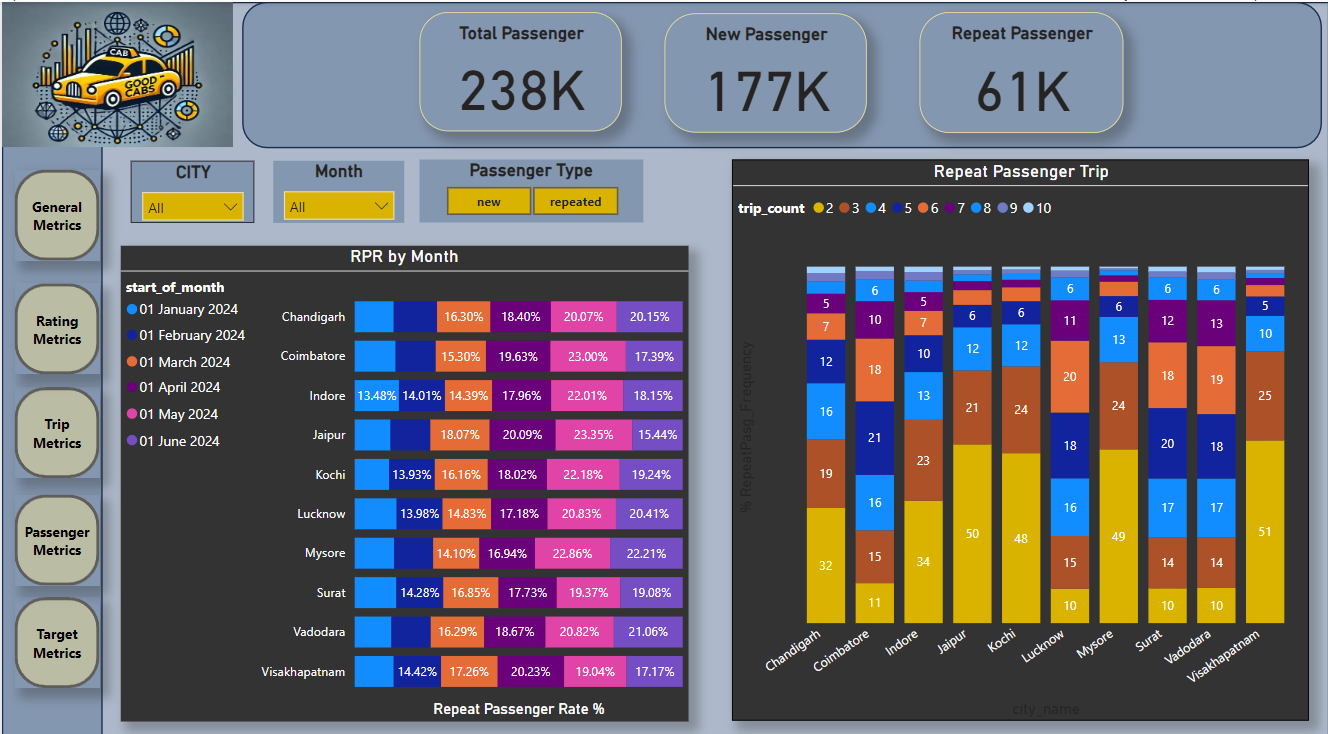 CAB
GOOD
CABS
Total Passenger
238K
New Passenger
177K
Repeat Passenger
61K
General
Metrics
Rating
Metrics
Trip
Metrics
Passenger
Metrics
Target
Metrics
CITY
All
Month
All
Passenger Type
new repeated
RPR by Month
start_of_month
01 January 2024
01 February 2024
01 March 2024
01 April 2024
01 May 2024
01 June 2024
Chandigarh 16.30% 18.40% 20.07% 20.15%
Coimbatore 15.30% 19.63% 23.00% 17.39%
Indore 13.48% 14.01% 14.39% 17.96% 22.01% 18.15%
Jaipur 18.07% 20.09% 23.35% 15.44%
Kochi 13.93% 16.16% 18.02% 22.18% 19.24%
Lucknow 13.98% 14.83% 17.18% 20.83% 20.41%
Mysore 14.10% 16.94% 22.86% 22.21%
Surat 14.28% 16.85% 17.73% 19.37% 19.08%
Vadodara 16.29% 18.67% 20.82% 21.06%
Visakhapatnam 14.42% 17.26% 20.23% 19.04% 17.17%
Repeat Passenger Rate %
Repeat Passenger Trip
trip_count 2 3 4 5 6 7 8 9 10
% RepeatPasg_Frequency
5 7 12 16 19 32
6 10 18 21 16 15 11
5 7 10 13 23 34
6 12 21 50
6 12 24 48
6 11 20 18 16 15 10
6 13 24 49
6 12 18 20 17 14 10
6 13 19 18 17 14 10
5 10 25 51
Chandigarh
Coimbatore
Indore
Jaipur
Kochi
Lucknow
Mysore
Surat
Vadodara
Visakhapatnam
city_name